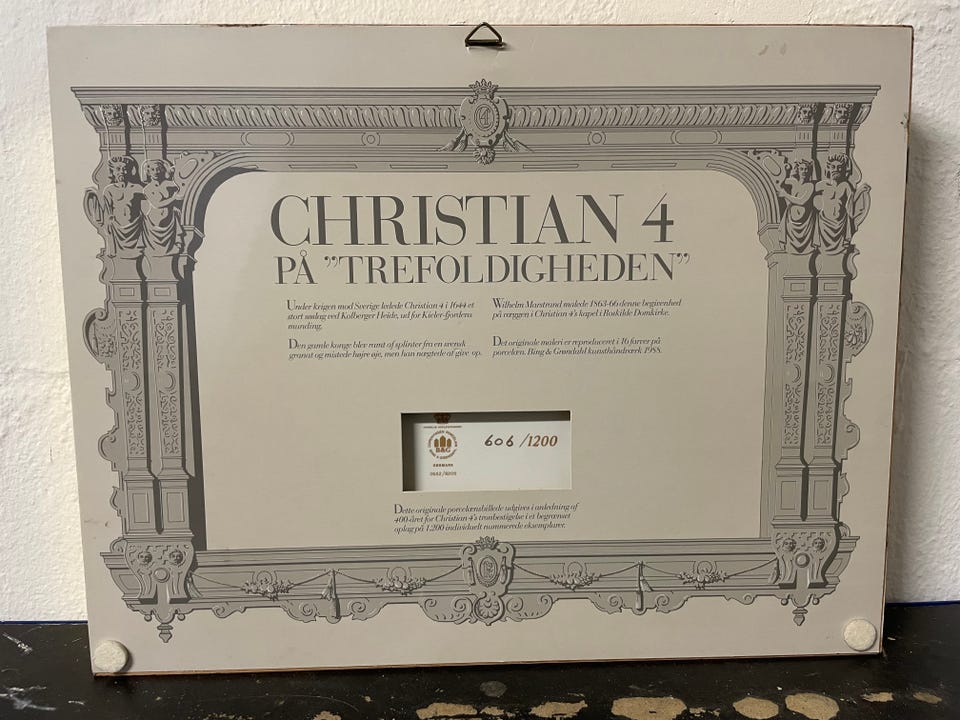 4
CHRISTIAN 4
PÅ ”TREFOLDIGHEDEN”
Under krigen mod Sverige ledede Christian 4 i 1644 et
stort søslag ved Kolberger Heide, ud for Kieler-fjordens
munding.
Den gamle konge blev ramt af splinter fra en svensk
granat og mistede højre øje, men han nægtede at give op.
Wilhelm Marstrand malede 1863-66 denne begivenhed
på væggen i Christian 4's kapel i Roskilde Domkirke.
Det originale maleri er reproduceret i 16 farver på
porcelæn. Bing & Grøndahl kunsthåndværk 1988.
606/1200
B&G
DENMARK
Dette originale porcelænsbillede udgives i anledning af
400-året for Christian 4's tronbestigelse i et begrænset
oplag på 1.200 individuelt nummererede eksemplarer.